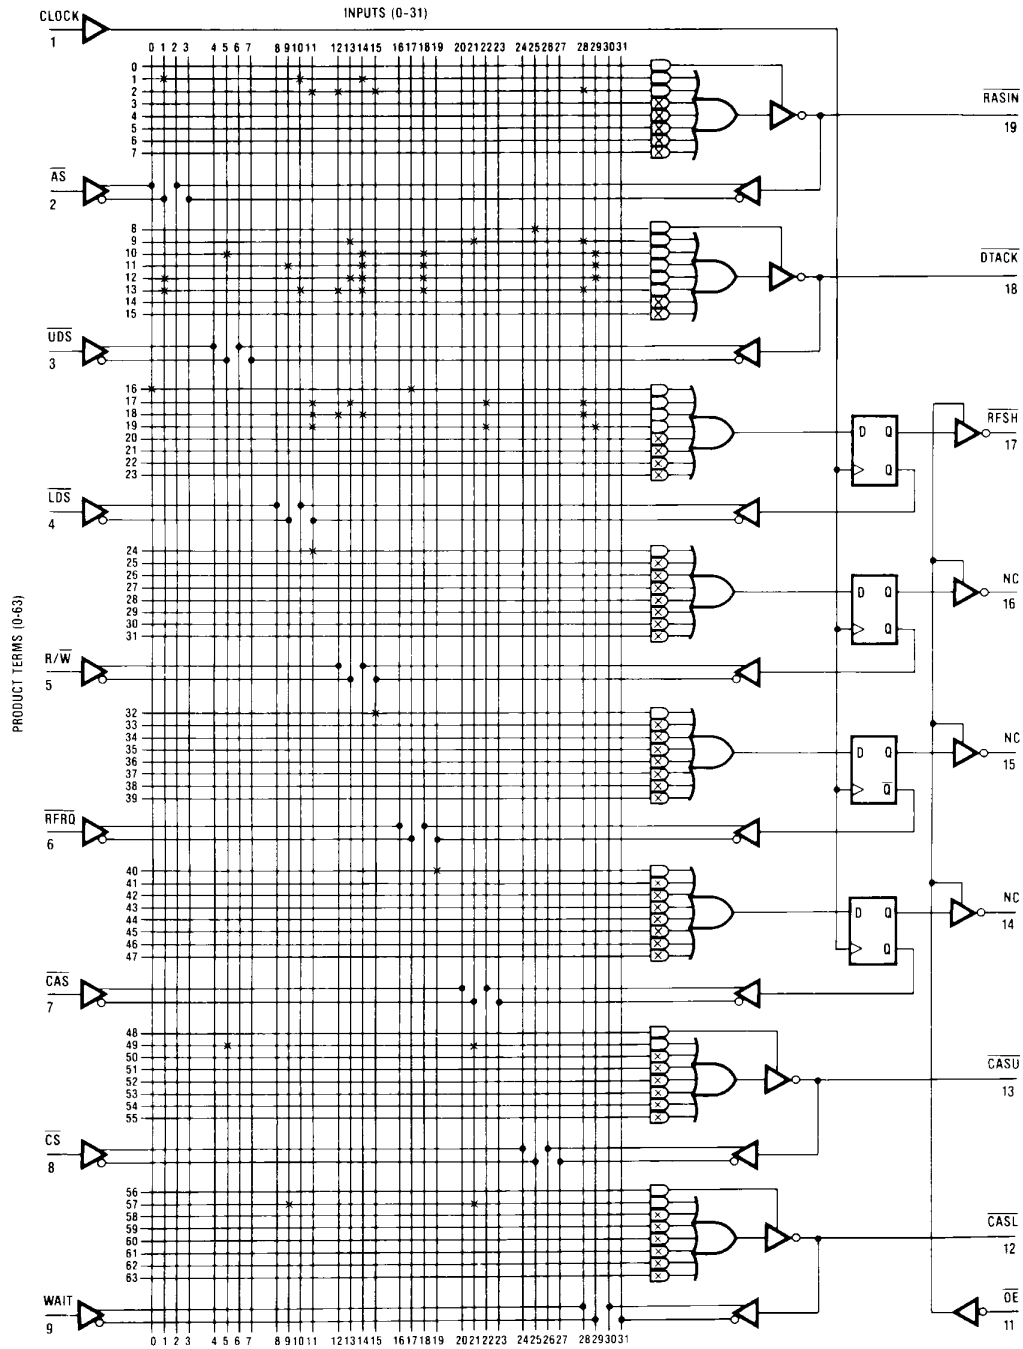 CLOCK
1
INPUTS (0-31)
0 1 2 3 4 5 6 7 8 9 10 11 12 13 14 15 16 17 18 19 20 21 22 23 24 25 26 27 28 29 30 31
0
1
2
3
4
5
6
7
RASIN
19
AS
2
8
9
10
11
12
13
14
15
DTACK
18
UDS
3
16
17
18
19
20
21
22
23
D Q
Q
RFSH
17
LDS
4
24
25
26
27
28
29
30
31
D Q
Q
NC
16
PRODUCT TERMS (0-63)
R/W̅
5
32
33
34
35
36
37
38
39
D Q
Q̅
NC
15
RFRQ
6
40
41
42
43
44
45
46
47
D Q
Q
NC
14
CAS
7
48
49
50
51
52
53
54
55
CASU
13
CS
8
56
57
58
59
60
61
62
63
CASL
12
WAIT
9
OE
11
0 1 2 3 4 5 6 7 8 9 10 11 12 13 14 15 16 17 18 19 20 21 22 23 24 25 26 27 28 29 30 31